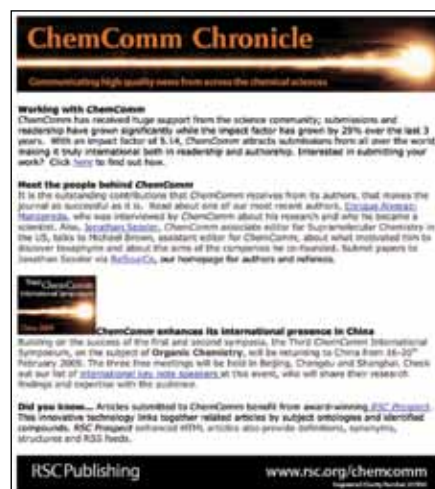 ChemComm Chronicle
Communicating high quality news from across the chemical sciences
Working with ChemComm
ChemComm has received huge support from the science community; submissions and
readership have grown significantly while the impact factor has grown by 25% over the last 3
years. With an impact factor of 5.14, ChemComm attracts submissions from all over the world
making it truly international both in readership and authorship. Interested in submitting your
work? Click here to find out how.
Meet the people behind ChemComm
It is the outstanding contributions that ChemComm receives from its authors, that makes the
journal as successful as it is. Read about one of our most recent authors,
who was interviewed by ChemComm about his research and why he became a
scientist. Also, Jonathan Sessler, ChemComm associate editor for Supramolecular Chemistry in
the US, talks to Michael Brown, assistant editor for ChemComm, about what motivated him to
discover texaphyrin and about the aims of the companies he co-founded. Submit papers to
Jonathan Sessler via ReSourCe, our homepage for authors and referees.
Third ChemComm
International Symposium
ChemComm enhances its international presence in China
Building on the success of the first and second symposia, the Third ChemComm International
Symposium, on the subject of Organic Chemistry, will be returning to China from 16-20th
February 2009. The three free meetings will be held in Beijing, Chengdu and Shanghai. Check
out our list of international key note speakers at this event, who will share their research
findings and expertise with the audience.
Did you know... Articles submitted to ChemComm benefit from award-winning RSC Prospect.
This innovative technology links together related articles by subject ontologies and identified
compounds. RSC Prospect enhanced HTML articles also provide definitions, synonyms,
structures and RSS feeds.
RSCPublishing
www.rsc.org/chemcomm
Registered Charity Number